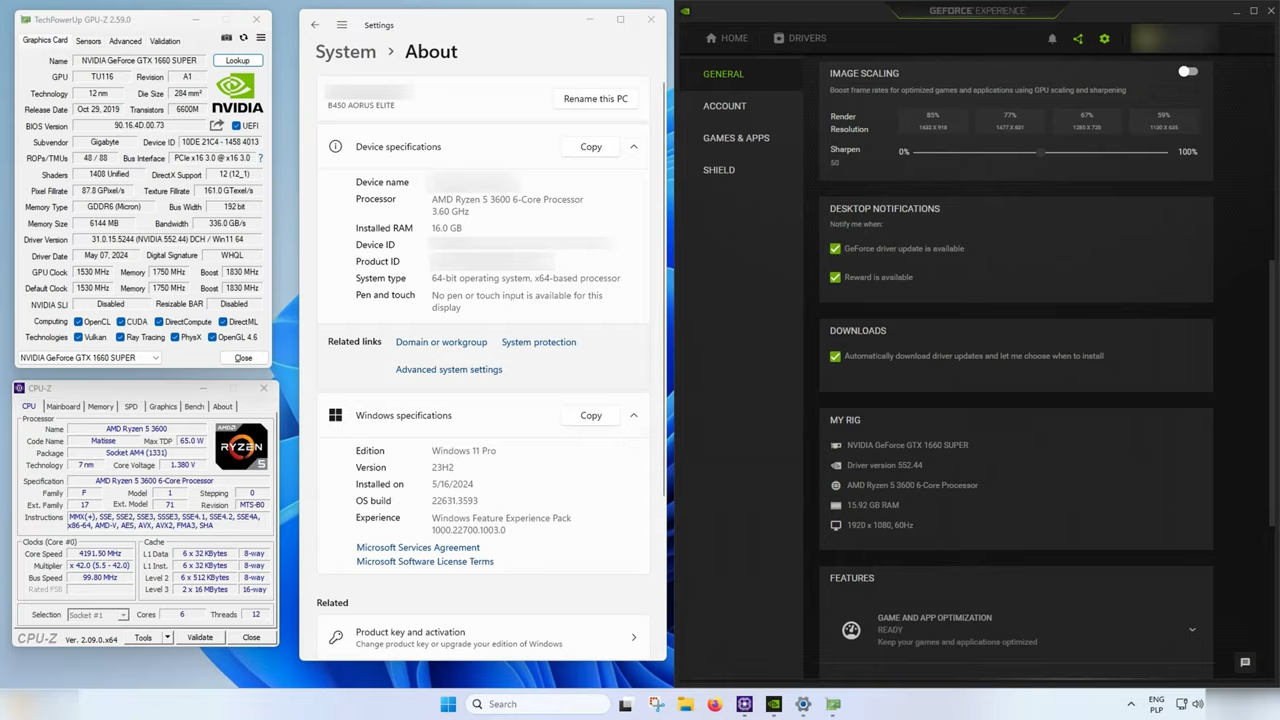 TechPowerUp GPU-Z 2.59.0
Graphics Card Sensors Advanced Validation
Name NVIDIA GeForce GTX 1660 SUPER Lookup
GPU TU116 Revision A1
Technology 12 nm Die Size 284 mm²
Release Date Oct 29, 2019 Transistors 6600M
NVIDIA
BIOS Version 90.16.4D.00.73 UEFI
Subvendor Gigabyte Device ID 10DE 21C4 - 1458 4013
ROPs/TMUs 48 / 88 Bus Interface PCIe x16 3.0 @ x16 3.0 ?
Shaders 1408 Unified DirectX Support 12 (12_1)
Pixel Fillrate 87.8 GPixel/s Texture Fillrate 161.0 GTexel/s
Memory Type GDDR6 (Micron) Bus Width 192 bit
Memory Size 6144 MB Bandwidth 336.0 GB/s
Driver Version 31.0.15.5244 (NVIDIA 552.44) DCH / Win11 64
Driver Date May 07, 2024 Digital Signature WHQL
GPU Clock 1530 MHz Memory 1750 MHz Boost 1830 MHz
Default Clock 1530 MHz Memory 1750 MHz Boost 1830 MHz
NVIDIA SLI Disabled Resizable BAR Disabled
Computing OpenCL CUDA DirectCompute DirectML
Technologies Vulkan Ray Tracing PhysX OpenGL 4.6
NVIDIA GeForce GTX 1660 SUPER Close
CPU-Z
CPU Mainboard Memory SPD Graphics Bench About
Processor
Name AMD Ryzen 5 3600
Code Name Matisse Max TDP 65.0 W
Package Socket AM4 (1331)
Technology 7 nm Core Voltage 1.380 V
AMD RYZEN 5
Specification AMD Ryzen 5 3600 6-Core Processor
Family F Model 1 Stepping 0
Ext. Family 17 Ext. Model 71 Revision MTS-B0
Instructions MMX(+), SSE, SSE2, SSE3, SSSE3, SSE4.1, SSE4.2, SSE4A,
x86-64, AMD-V, AES, AVX, AVX2, FMA3, SHA
Clocks (Core #0) Cache
Core Speed 4191.50 MHz L1 Data 6 x 32 KBytes 8-way
Multiplier x 42.0 (5.5 - 42.0) L1 Inst. 6 x 32 KBytes 8-way
Bus Speed 99.80 MHz Level 2 6 x 512 KBytes 8-way
Rated FSB Level 3 2 x 16 MBytes 16-way
Selection Socket #1 Cores 6 Threads 12
CPU-Z Ver. 2.09.0.x64 Tools Validate Close
Settings
System > About
B450 AORUS ELITE
Rename this PC
Device specifications Copy
Device name
Processor AMD Ryzen 5 3600 6-Core Processor
3.60 GHz
Installed RAM 16.0 GB
Device ID
Product ID
System type 64-bit operating system, x64-based processor
Pen and touch No pen or touch input is available for this
display
Related links Domain or workgroup System protection
Advanced system settings
Windows specifications Copy
Edition Windows 11 Pro
Version 23H2
Installed on 5/16/2024
OS build 22631.3593
Experience Windows Feature Experience Pack
1000.22700.1003.0
Microsoft Services Agreement
Microsoft Software License Terms
Related
Product key and activation
Change product key or upgrade your edition of Windows
GEFORCE EXPERIENCE
HOME DRIVERS
GENERAL
ACCOUNT
GAMES & APPS
SHIELD
IMAGE SCALING
Boost frame rates for optimized games and applications using GPU scaling and sharpening
Render
Resolution
85% 77% 67% 59%
1632 X 918 1477 X 831 1280 X 720 1130 X 635
Sharpen
50
0% 100%
DESKTOP NOTIFICATIONS
Notify me when:
GeForce driver update is available
Reward is available
DOWNLOADS
Automatically download driver updates and let me choose when to install
MY RIG
NVIDIA GeForce GTX 1660 SUPER
Driver version 552.44
AMD Ryzen 5 3600 6-Core Processor
15.92 GB RAM
1920 x 1080, 60Hz
FEATURES
GAME AND APP OPTIMIZATION
READY
Keep your games and applications optimized
Search
ENG
PLP